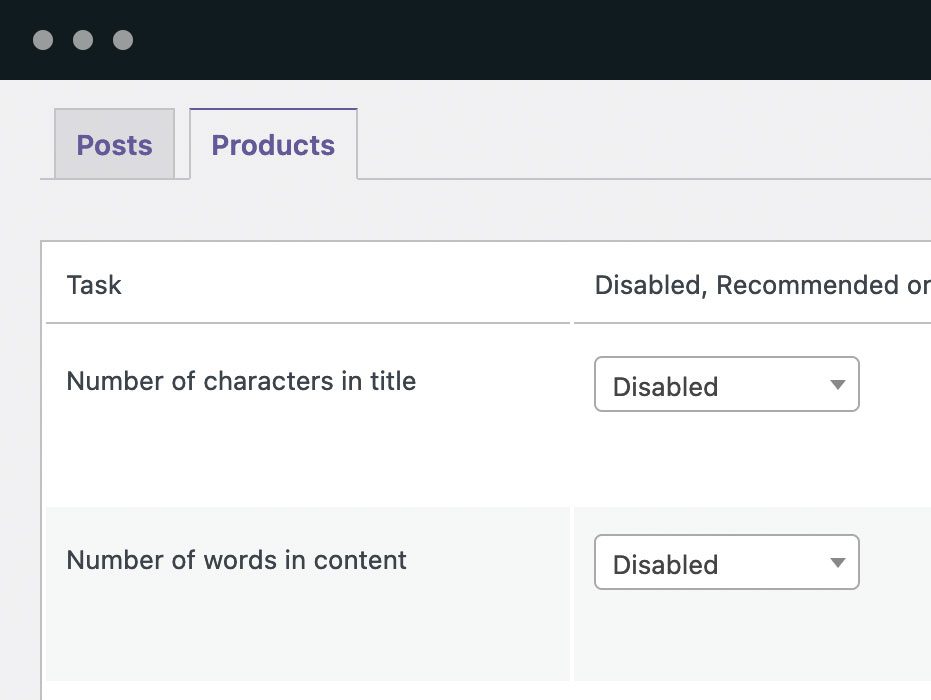 Posts Products
Task Disabled, Recommended or
Number of characters in title Disabled
Number of words in content Disabled